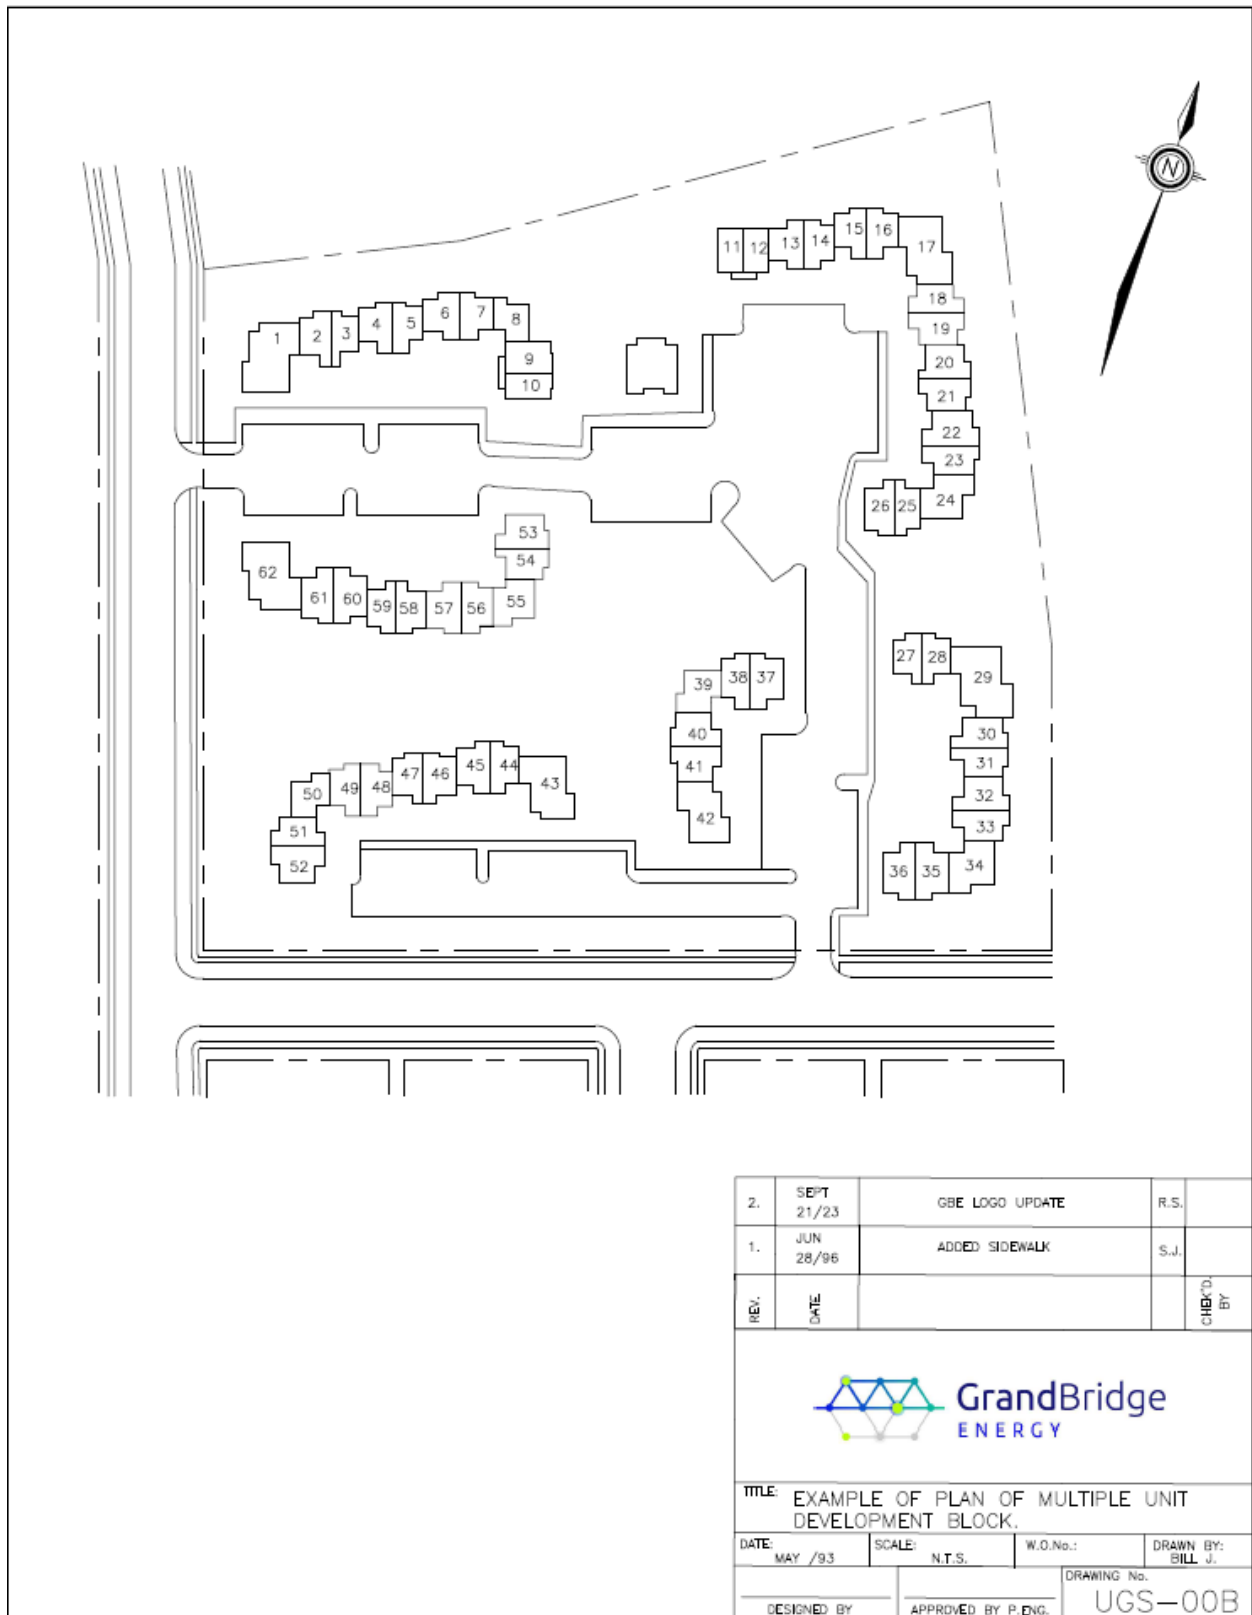 N
15 16
11 12 13 14
17
18
19
20
21
22
23
24
26 25
1 2 3 4 5 6 7 8
9
10
53
54
62 61 60 59 58 57 56 55
27 28
29
30
31
32
33
34
36 35
39 38 37
40
41
42
50 49 48 47 46 45 44 43
51
52
2. SEPT 21/23 GBE LOGO UPDATE R.S.
1. JUN 28/96 ADDED SIDEWALK S.J.
REV. DATE CHEK'D. BY
GrandBridge
ENERGY
TITLE: EXAMPLE OF PLAN OF MULTIPLE UNIT
DEVELOPMENT BLOCK.
DATE: MAY /93 SCALE: N.T.S. W.O.No.: DRAWN BY: BILL J.
DESIGNED BY APPROVED BY P.ENG. DRAWING No. UGS-00B